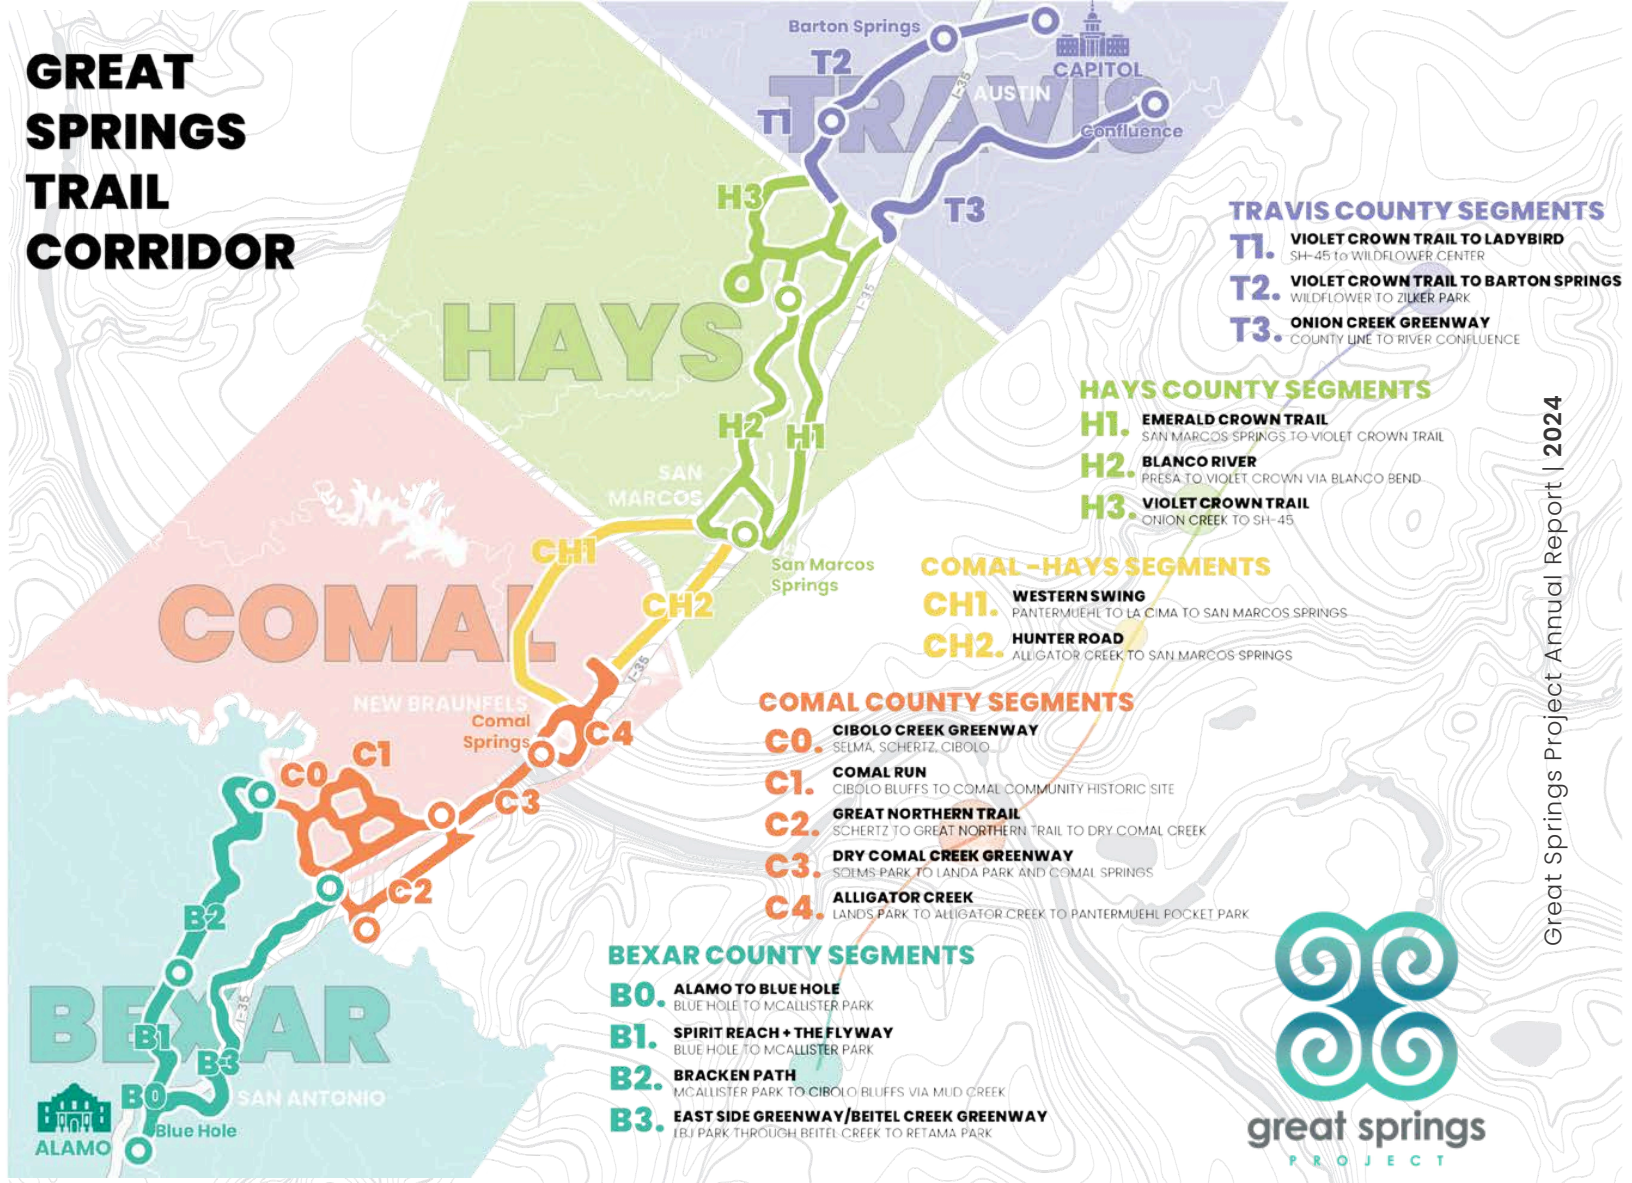 GREAT
SPRINGS
TRAIL
CORRIDOR
Barton Springs
T2
CAPITOL
TRAVIS
AUSTIN
I-35
T1
Confluence
H3
T3
I-35
HAYS
H2
H1
SAN
MARCOS
CH1
San Marcos
Springs
CH2
COMAL
I-35
NEW BRAUNFELS
Comal
Springs
C4
C1
C0
C3
C2
B2
BEXAR
I-35
B1
B3
B0
SAN ANTONIO
Blue Hole
ALAMO
TRAVIS COUNTY SEGMENTS
T1. VIOLET CROWN TRAIL TO LADYBIRD
SH-45 to WILDFLOWER CENTER
T2. VIOLET CROWN TRAIL TO BARTON SPRINGS
WILDFLOWER TO ZILKER PARK
T3. ONION CREEK GREENWAY
COUNTY LINE TO RIVER CONFLUENCE
HAYS COUNTY SEGMENTS
H1. EMERALD CROWN TRAIL
SAN MARCOS SPRINGS TO VIOLET CROWN TRAIL
H2. BLANCO RIVER
PRESA TO VIOLET CROWN VIA BLANCO BEND
H3. VIOLET CROWN TRAIL
ONION CREEK TO SH-45
COMAL -HAYS SEGMENTS
CH1. WESTERN SWING
PANTERMUEHL TO LA CIMA TO SAN MARCOS SPRINGS
CH2. HUNTER ROAD
ALLIGATOR CREEK TO SAN MARCOS SPRINGS
COMAL COUNTY SEGMENTS
C0. CIBOLO CREEK GREENWAY
SELMA, SCHERTZ, CIBOLO
C1. COMAL RUN
CIBOLO BLUFFS TO COMAL COMMUNITY HISTORIC SITE
C2. GREAT NORTHERN TRAIL
SCHERTZ TO GREAT NORTHERN TRAIL TO DRY COMAL CREEK
C3. DRY COMAL CREEK GREENWAY
SOLMS PARK TO LANDA PARK AND COMAL SPRINGS
C4. ALLIGATOR CREEK
LANDS PARK TO ALLIGATOR CREEK TO PANTERMUEHL POCKET PARK
BEXAR COUNTY SEGMENTS
B0. ALAMO TO BLUE HOLE
BLUE HOLE TO MCALLISTER PARK
B1. SPIRIT REACH + THE FLYWAY
BLUE HOLE TO MCALLISTER PARK
B2. BRACKEN PATH
MCALLISTER PARK TO CIBOLO BLUFFS VIA MUD CREEK
B3. EAST SIDE GREENWAY/BEITEL CREEK GREENWAY
LBJ PARK THROUGH BEITEL CREEK TO RETAMA PARK
Great Springs Project Annual Report | 2024
great springs
PROJECT